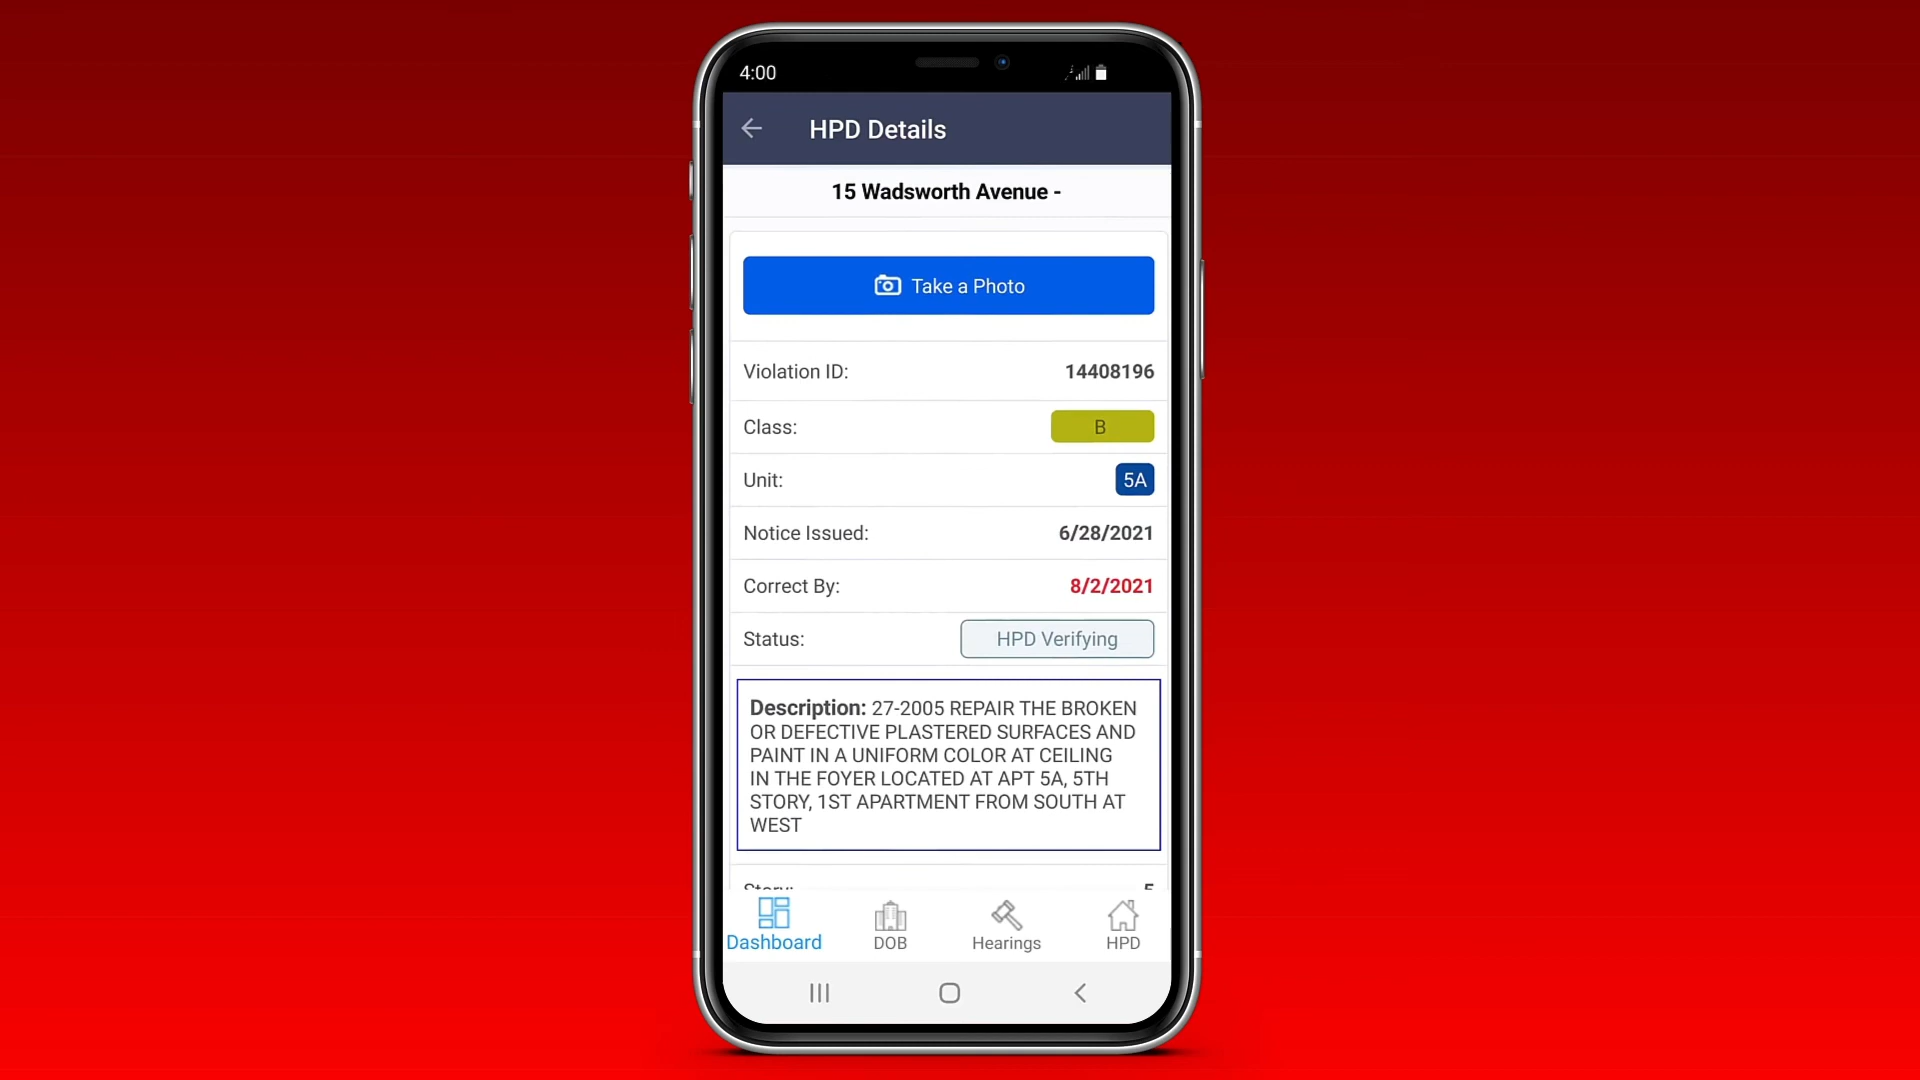 4:00
HPD Details
15 Wadsworth Avenue -
Take a Photo
Violation ID: 14408196
Class: B
Unit: 5A
Notice Issued: 6/28/2021
Correct By: 8/2/2021
Status: HPD Verifying
Description: 27-2005 REPAIR THE BROKEN
OR DEFECTIVE PLASTERED SURFACES AND
PAINT IN A UNIFORM COLOR AT CEILING
IN THE FOYER LOCATED AT APT 5A, 5TH
STORY, 1ST APARTMENT FROM SOUTH AT
WEST
Story: 5
Dashboard DOB Hearings HPD